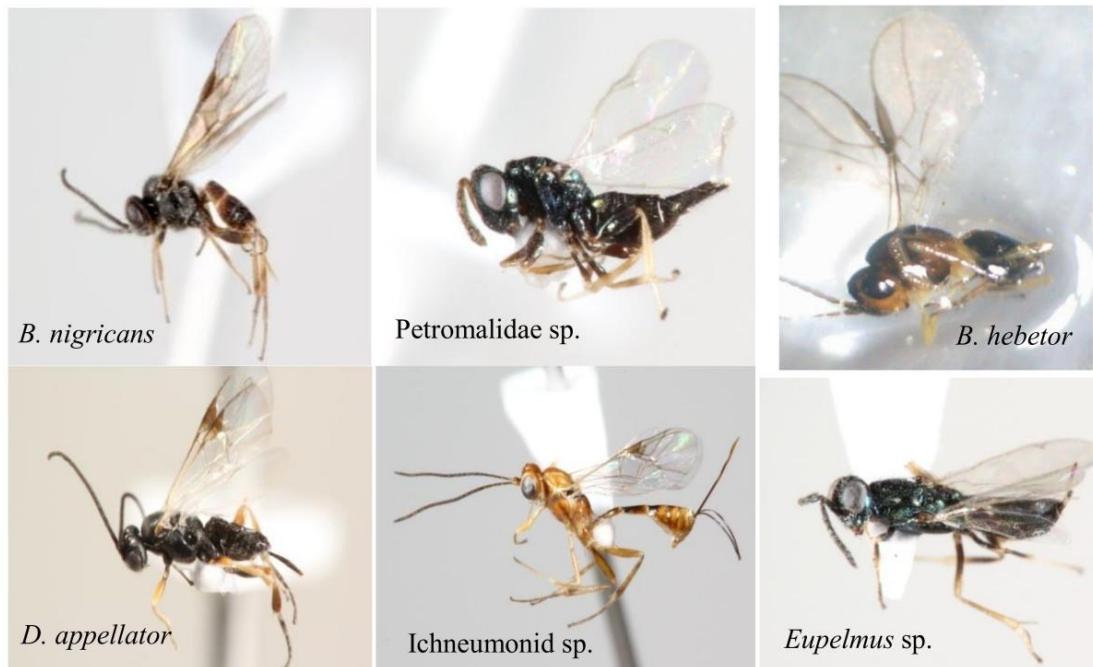 B. nigricans
Petromalidae sp.
B. hebetor
D. appellator
Ichneumonid sp.
Eupelmus sp.